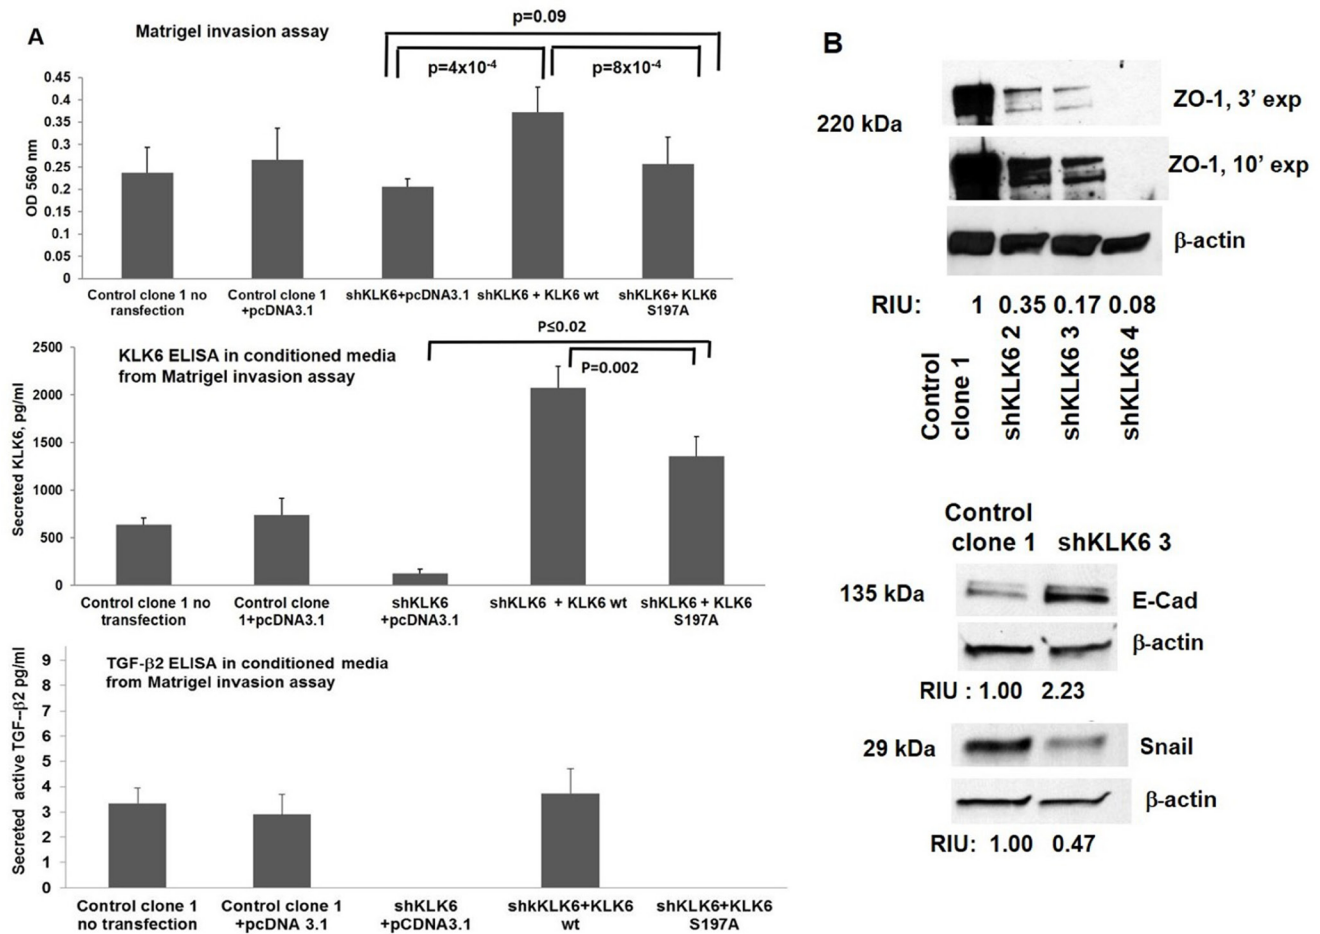 A
Matrigel invasion assay
p=0.09
p=4x10-4
p=8x10-4
OD 560 nm
0.45
0.4
0.35
0.3
0.25
0.2
0.15
0.1
0.05
0
Control clone 1 no
ransfection
Control clone 1
+pcDNA3.1
shKLK6+pcDNA3.1
shKLK6 + KLK6 wt
shKLK6+ KLK6
S197A
KLK6 ELISA in conditioned media
from Matrigel invasion assay
P≤0.02
P=0.002
Secreted KLK6, pg/ml
2500
2000
1500
1000
500
0
Control clone 1 no
transfection
Control clone
1+pcDNA3.1
shKLK6
+pcDNA3.1
shKLK6 + KLK6 wt
shKLK6 + KLK6
S197A
TGF-β2 ELISA in conditioned media
from Matrigel invasion assay
Secreted active TGF-β2 pg/ml
9
8
7
6
5
4
3
2
1
0
Control clone 1
no transfection
Control clone 1
+pcDNA 3.1
shKLK6
+pCDNA3.1
shkKLK6+KLK6
wt
shKLK6+KLK6
S197A
B
220 kDa
ZO-1, 3' exp
ZO-1, 10' exp
β-actin
RIU: 1 0.35 0.17 0.08
Control
clone 1
shKLK6 2
shKLK6 3
shKLK6 4
Control
clone 1
shKLK6 3
135 kDa
E-Cad
β-actin
RIU : 1.00 2.23
29 kDa
Snail
β-actin
RIU: 1.00 0.47